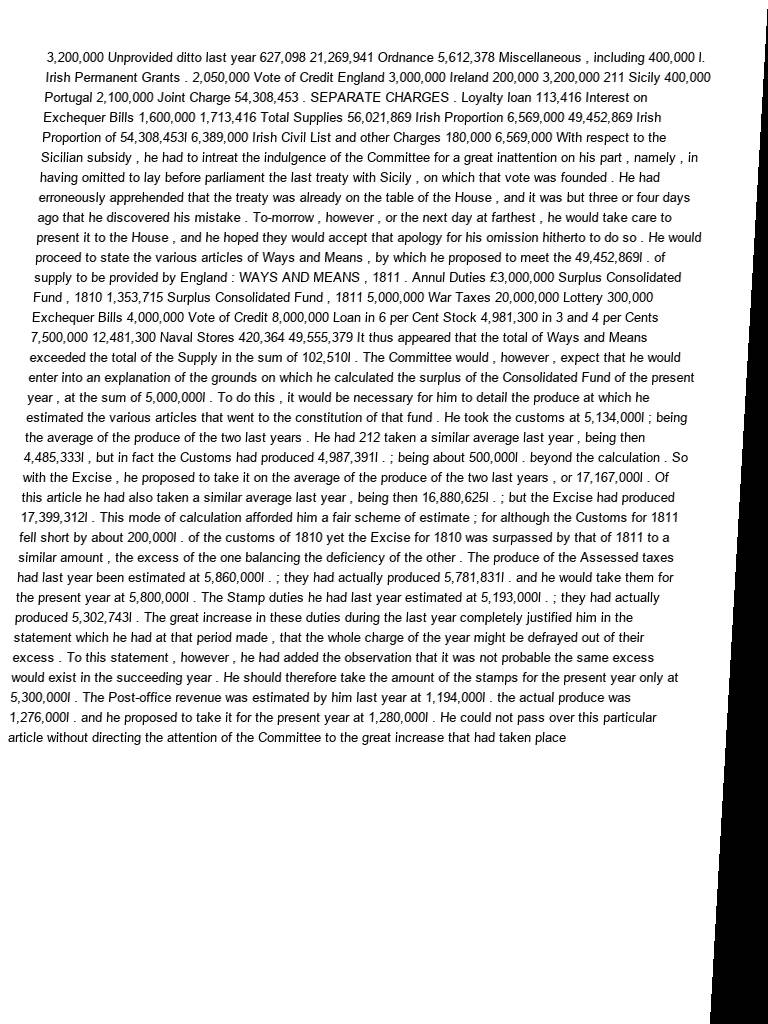 3,200,000 Unprovided ditto last year 627,098 21,269,941 Ordnance 5,612,378 Miscellaneous , including 400,000 l.
Irish Permanent Grants . 2,050,000 Vote of Credit England 3,000,000 Ireland 200,000 3,200,000 211 Sicily 400,000
Portugal 2,100,000 Joint Charge 54,308,453 . SEPARATE CHARGES . Loyalty loan 113,416 Interest on
Exchequer Bills 1,600,000 1,713,416 Total Supplies 56,021,869 Irish Proportion 6,569,000 49,452,869 Irish
Proportion of 54,308,453l 6,389,000 Irish Civil List and other Charges 180,000 6,569,000 With respect to the
Sicilian subsidy , he had to intreat the indulgence of the Committee for a great inattention on his part , namely , in
having omitted to lay before parliament the last treaty with Sicily , on which that vote was founded . He had
erroneously apprehended that the treaty was already on the table of the House , and it was but three or four days
ago that he discovered his mistake . To-morrow , however , or the next day at farthest , he would take care to
present it to the House , and he hoped they would accept that apology for his omission hitherto to do so . He would
proceed to state the various articles of Ways and Means , by which he proposed to meet the 49,452,869l . of
supply to be provided by England : WAYS AND MEANS , 1811 . Annul Duties £3,000,000 Surplus Consolidated
Fund , 1810 1,353,715 Surplus Consolidated Fund , 1811 5,000,000 War Taxes 20,000,000 Lottery 300,000
Exchequer Bills 4,000,000 Vote of Credit 8,000,000 Loan in 6 per Cent Stock 4,981,300 in 3 and 4 per Cents
7,500,000 12,481,300 Naval Stores 420,364 49,555,379 It thus appeared that the total of Ways and Means
exceeded the total of the Supply in the sum of 102,510l . The Committee would , however , expect that he would
enter into an explanation of the grounds on which he calculated the surplus of the Consolidated Fund of the present
year , at the sum of 5,000,000l . To do this , it would be necessary for him to detail the produce at which he
estimated the various articles that went to the constitution of that fund . He took the customs at 5,134,000l ; being
the average of the produce of the two last years . He had 212 taken a similar average last year , being then
4,485,333l , but in fact the Customs had produced 4,987,391l . ; being about 500,000l . beyond the calculation . So
with the Excise , he proposed to take it on the average of the produce of the two last years , or 17,167,000l . Of
this article he had also taken a similar average last year , being then 16,880,625l . ; but the Excise had produced
17,399,312l . This mode of calculation afforded him a fair scheme of estimate ; for although the Customs for 1811
fell short by about 200,000l . of the customs of 1810 yet the Excise for 1810 was surpassed by that of 1811 to a
similar amount , the excess of the one balancing the deficiency of the other . The produce of the Assessed taxes
had last year been estimated at 5,860,000l . ; they had actually produced 5,781,831l . and he would take them for
the present year at 5,800,000l . The Stamp duties he had last year estimated at 5,193,000l . ; they had actually
produced 5,302,743l . The great increase in these duties during the last year completely justified him in the
statement which he had at that period made , that the whole charge of the year might be defrayed out of their
excess . To this statement , however , he had added the observation that it was not probable the same excess
would exist in the succeeding year . He should therefore take the amount of the stamps for the present year only at
5,300,000l . The Post-office revenue was estimated by him last year at 1,194,000l . the actual produce was
1,276,000l . and he proposed to take it for the present year at 1,280,000l . He could not pass over this particular
article without directing the attention of the Committee to the great increase that had taken place